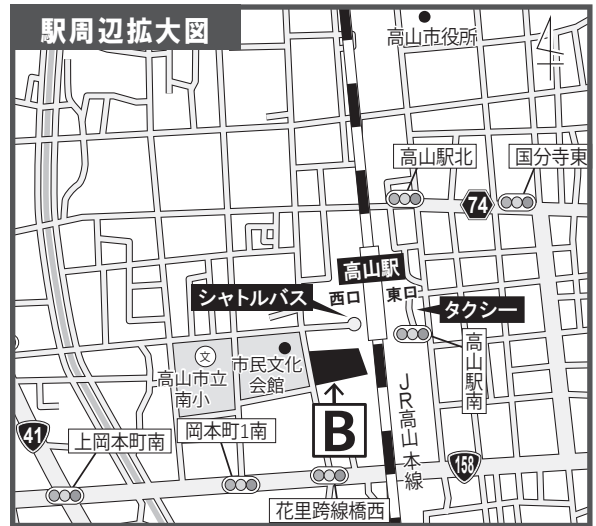 駅周辺拡大図
高山市役所
高山駅北
国分寺東
74
高山駅
シャトルバス
西口
東口
タクシー
文
高山市立
南小
市民文化
会館
高山駅南
JR高山本線
B
41
上岡本町南
岡本町1南
158
花里跨線橋西